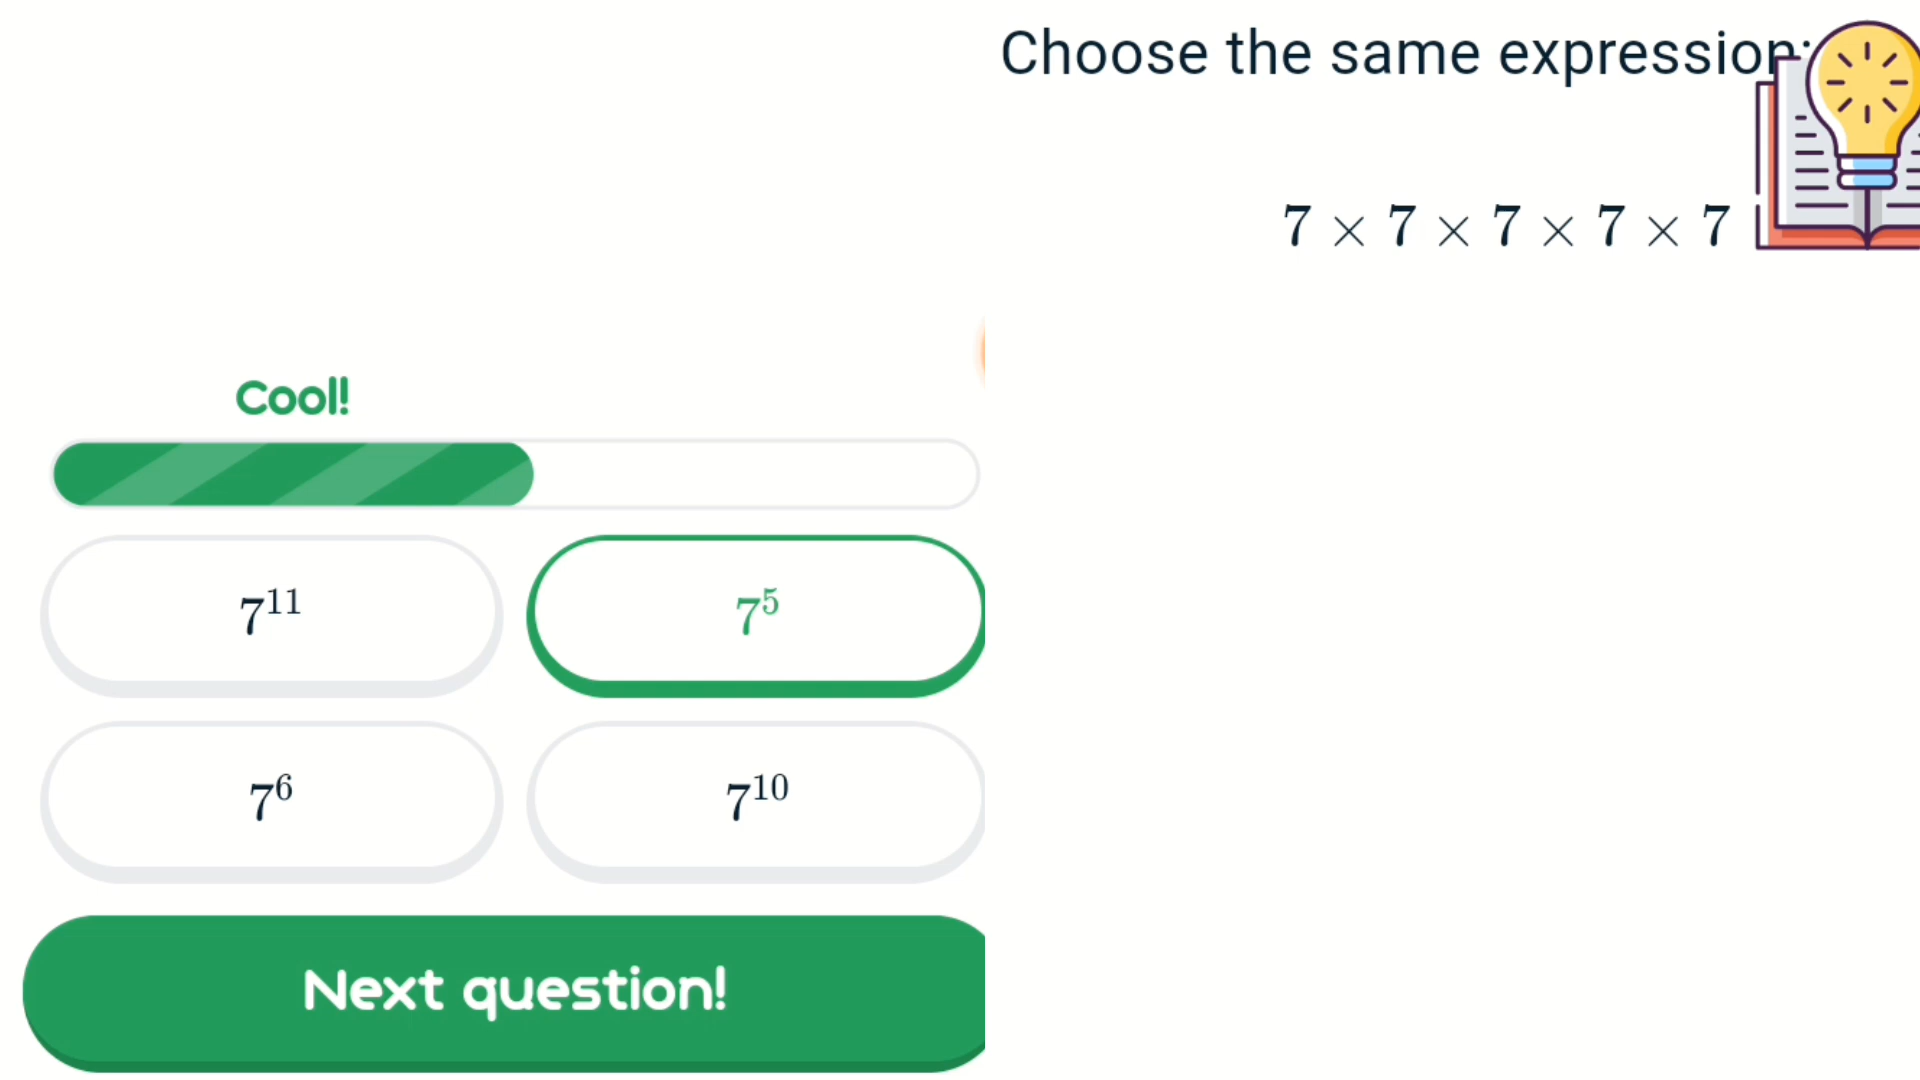 Choose the same expression:
7 × 7 × 7 × 7 × 7
Cool!
7^11
7^5
7^6
7^10
Next question!